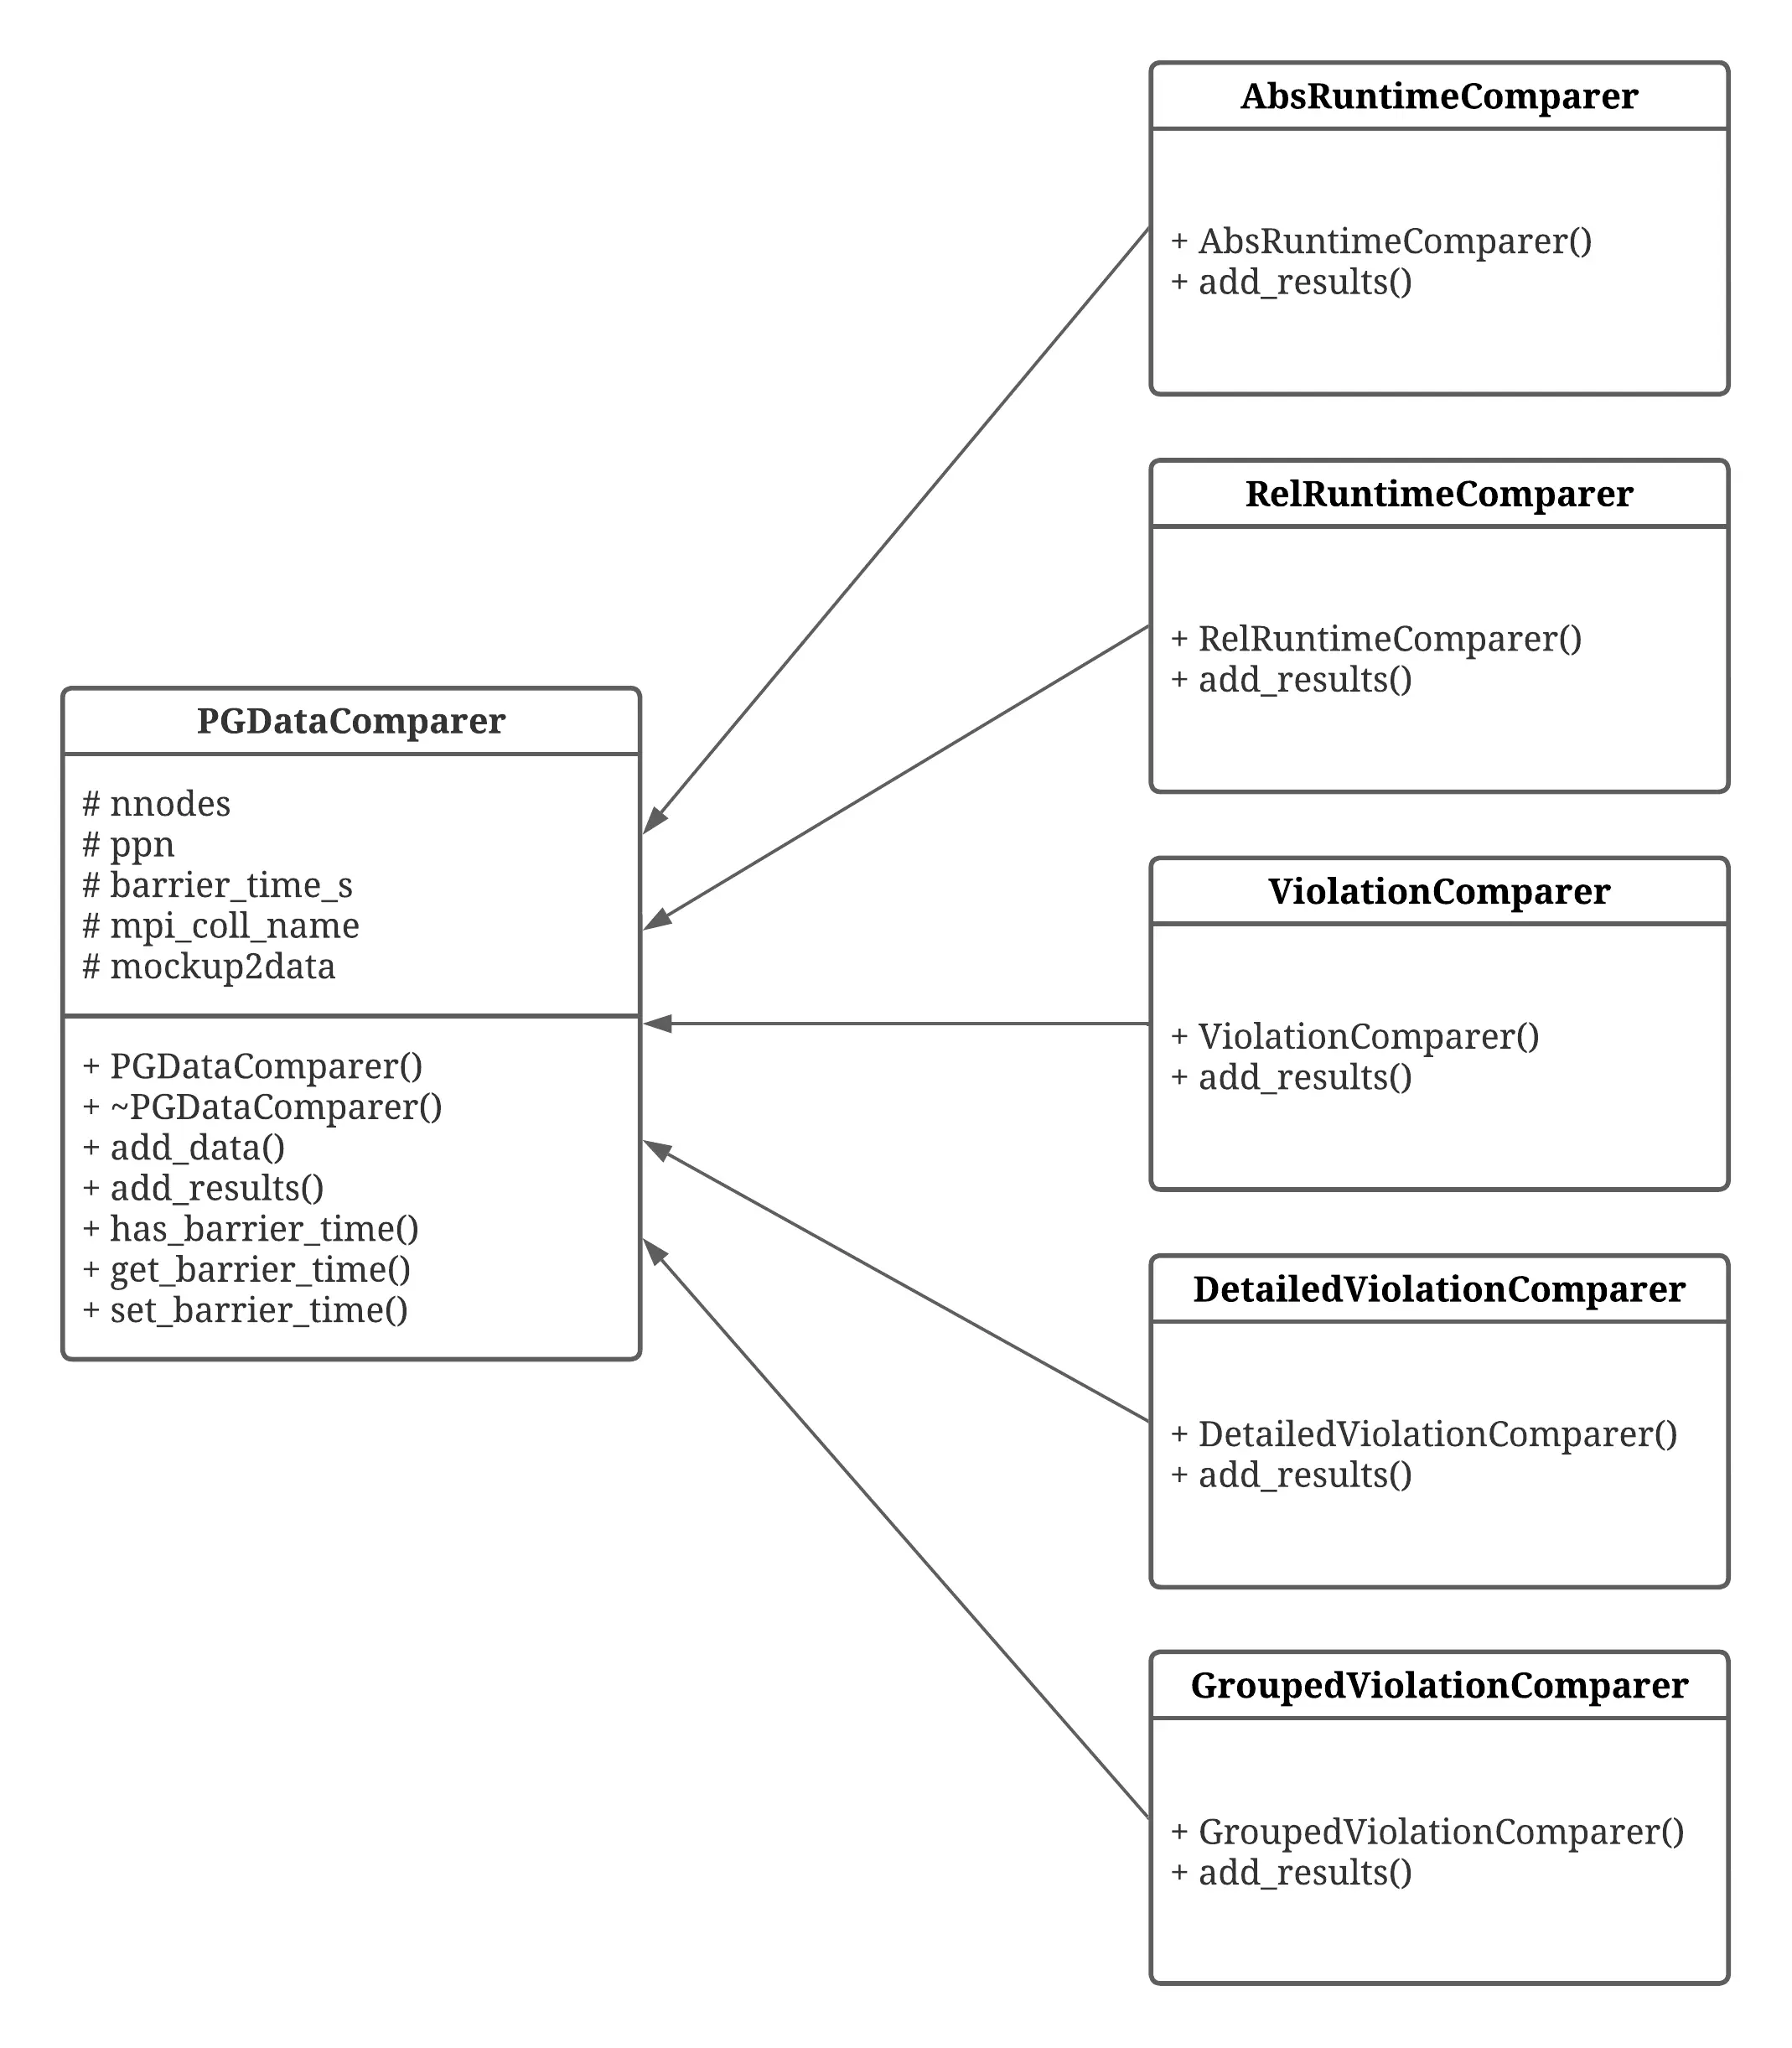 AbsRuntimeComparer
+ AbsRuntimeComparer()
+ add_results()
RelRuntimeComparer
+ RelRuntimeComparer()
+ add_results()
PGDataComparer
# nnodes
# ppn
# barrier_time_s
# mpi_coll_name
# mockup2data
+ PGDataComparer()
+ ~PGDataComparer()
+ add_data()
+ add_results()
+ has_barrier_time()
+ get_barrier_time()
+ set_barrier_time()
ViolationComparer
+ ViolationComparer()
+ add_results()
DetailedViolationComparer
+ DetailedViolationComparer()
+ add_results()
GroupedViolationComparer
+ GroupedViolationComparer()
+ add_results()